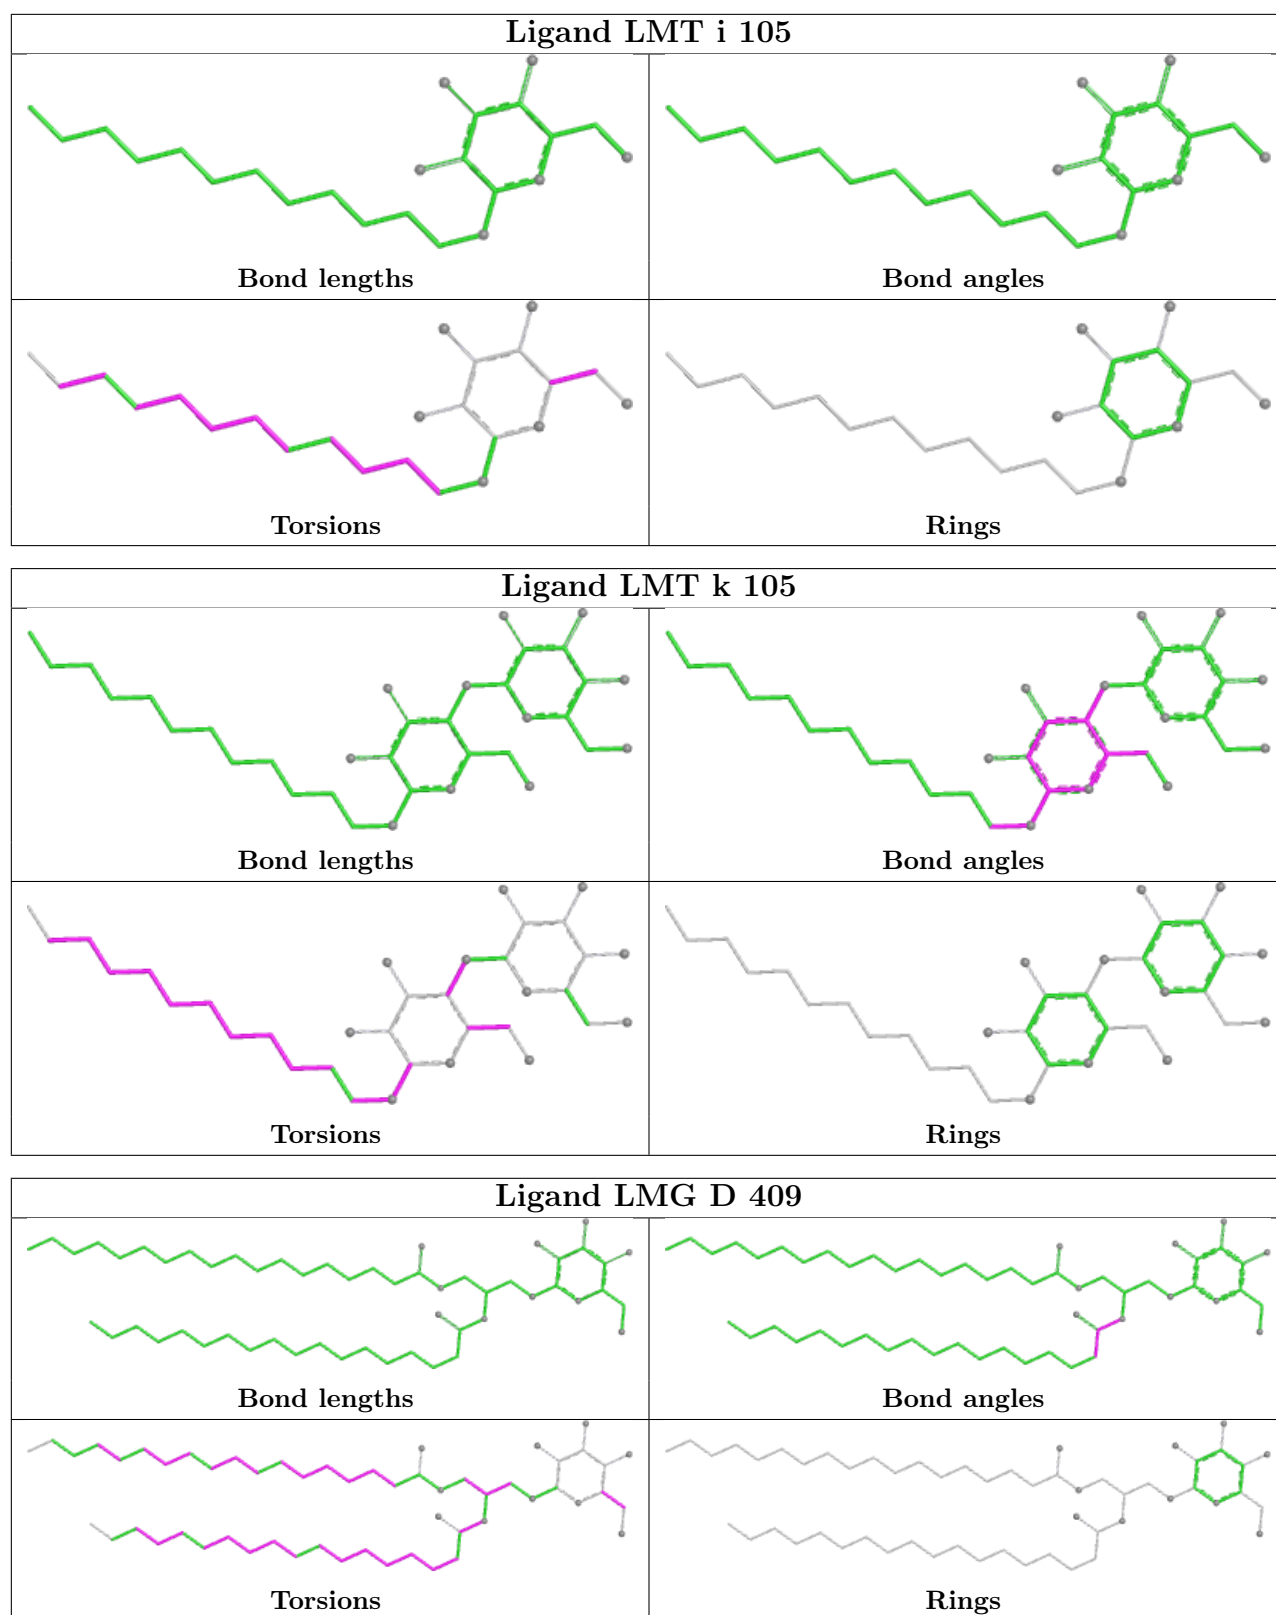 Ligand LMT i 105
Bond lengths
Bond angles
Torsions
Rings
Ligand LMT k 105
Bond lengths
Bond angles
Torsions
Rings
Ligand LMG D 409
Bond lengths
Bond angles
Torsions
Rings